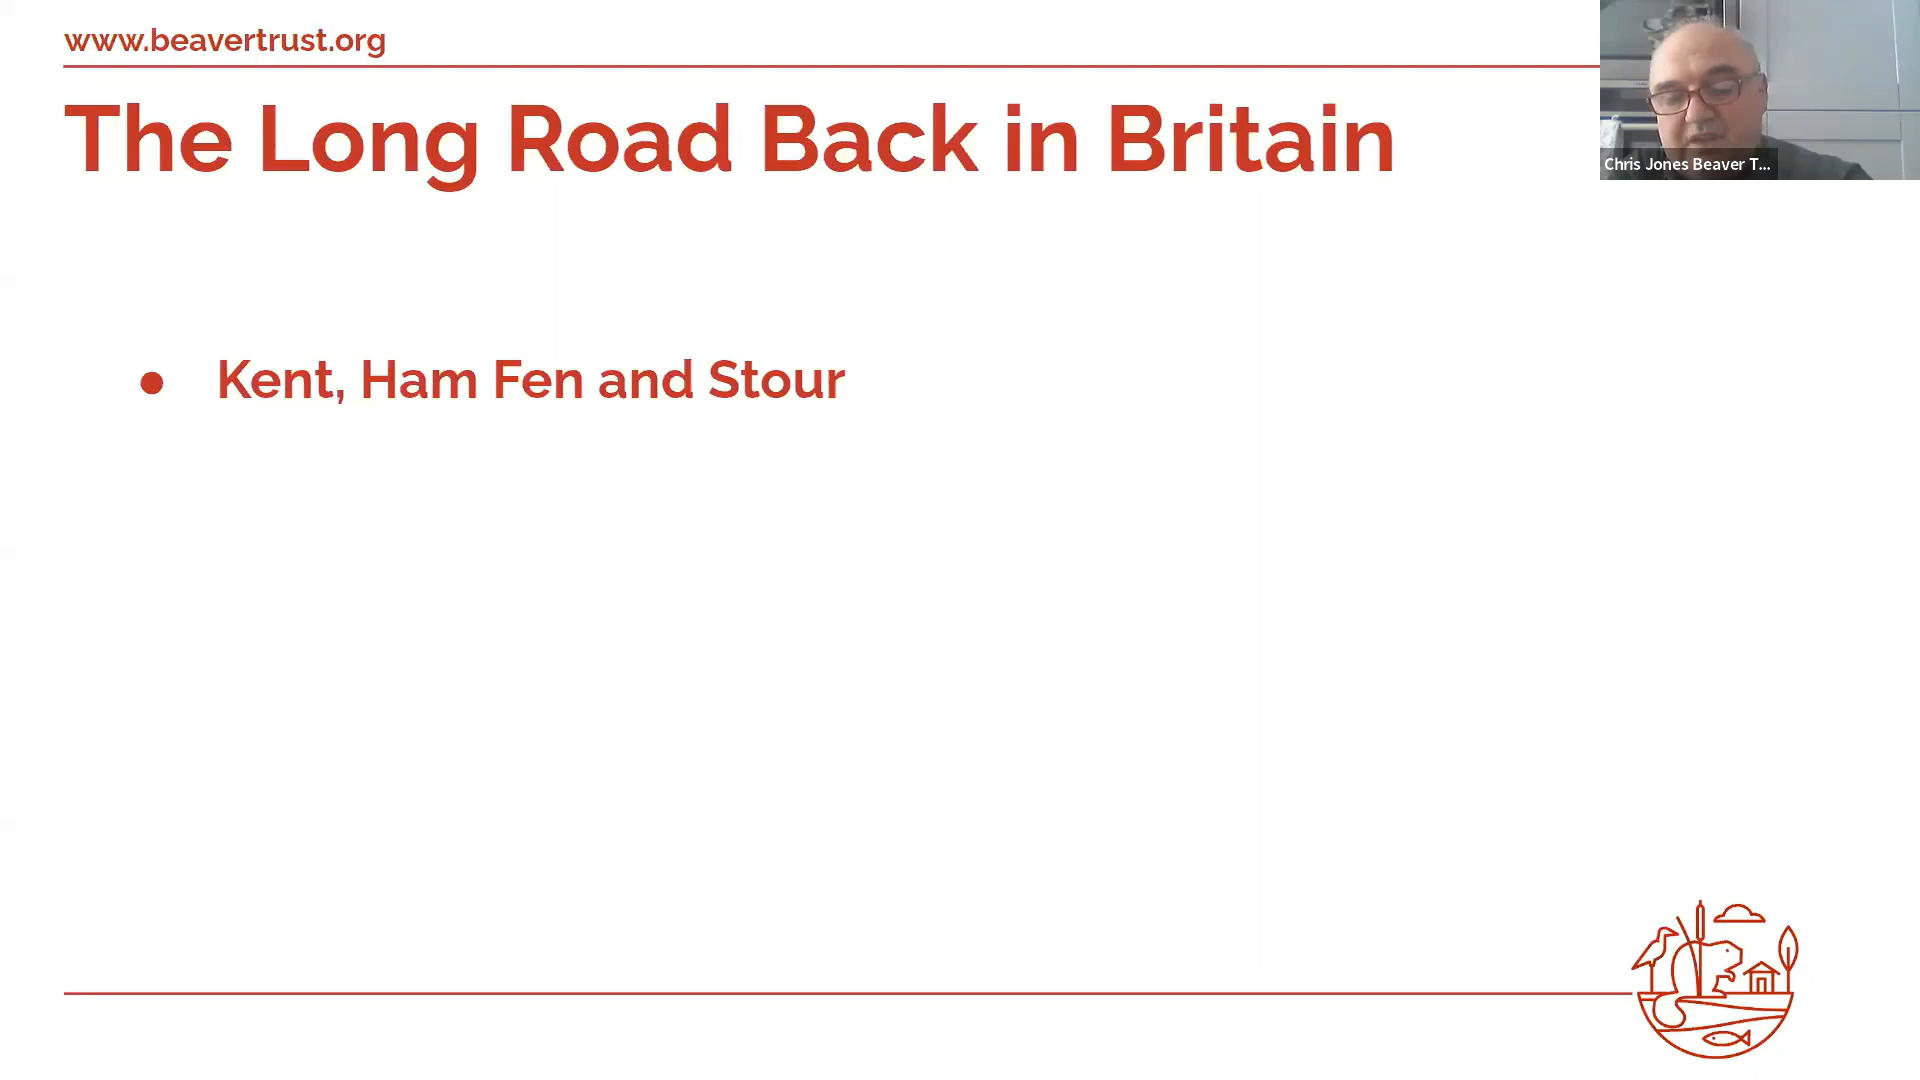 www.beavertrust.org
The Long Road Back in Britain
Chris Jones Beaver T...
● Kent, Ham Fen and Stour